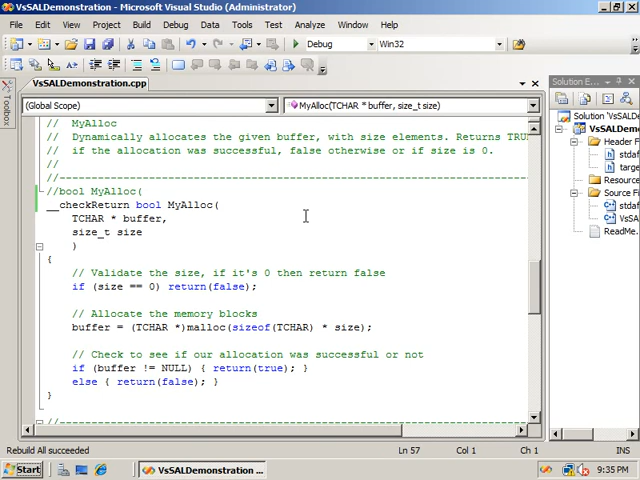 VsSALDemonstration - Microsoft Visual Studio (Administrator)
File Edit View Project Build Debug Data Tools Test Analyze Window Help
Debug Win32
Toolbox
VsSALDemonstration.cpp
(Global Scope) MyAlloc(TCHAR * buffer, size_t size)
// MyAlloc
// Dynamically allocates the given buffer, with size elements. Returns TRU
// if the allocation was successful, false otherwise or if size is 0.
//
//--------------------------------------------------------------
//bool MyAlloc(
__checkReturn bool MyAlloc(
TCHAR * buffer,
size_t size
)
{
// Validate the size, if it's 0 then return false
if (size == 0) return(false);
// Allocate the memory blocks
buffer = (TCHAR *)malloc(sizeof(TCHAR) * size);
// Check to see if our allocation was successful or not
if (buffer != NULL) { return(true); }
else { return(false); }
}
//--------------------------------------------------------------
Solution E...
Solution 'VsSALD
VsSALDem
Header F
stdaf
targe
Resource
Source Fi
stdaf
VsSA
ReadMe.
Rebuild All succeeded Ln 57 Col 1 Ch 1 INS
Start VsSALDemonstration ... 9:35 PM